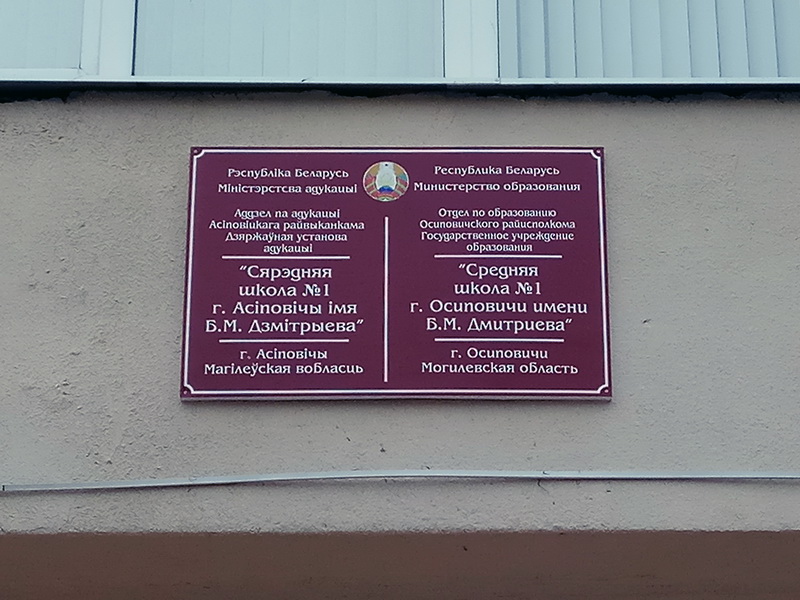 Рэспубліка Беларусь
Міністэрства адукацыі
Аддзел па адукацыі
Асіповіцкага райвыканкама
Дзяржаўная установа
адукацыі
"Сярэдняя
школа №1
г. Асіповічы імя
Б.М. Дзмітрыева"
г. Асіповічы
Магілеўская вобласць
Республика Беларусь
Министерство образования
Отдел по образованию
Осиповичского райисполкома
Государственное учреждение
образования
"Средняя
школа №1
г. Осиповичи имени
Б.М. Дмитриева"
г. Осиповичи
Могилевская область